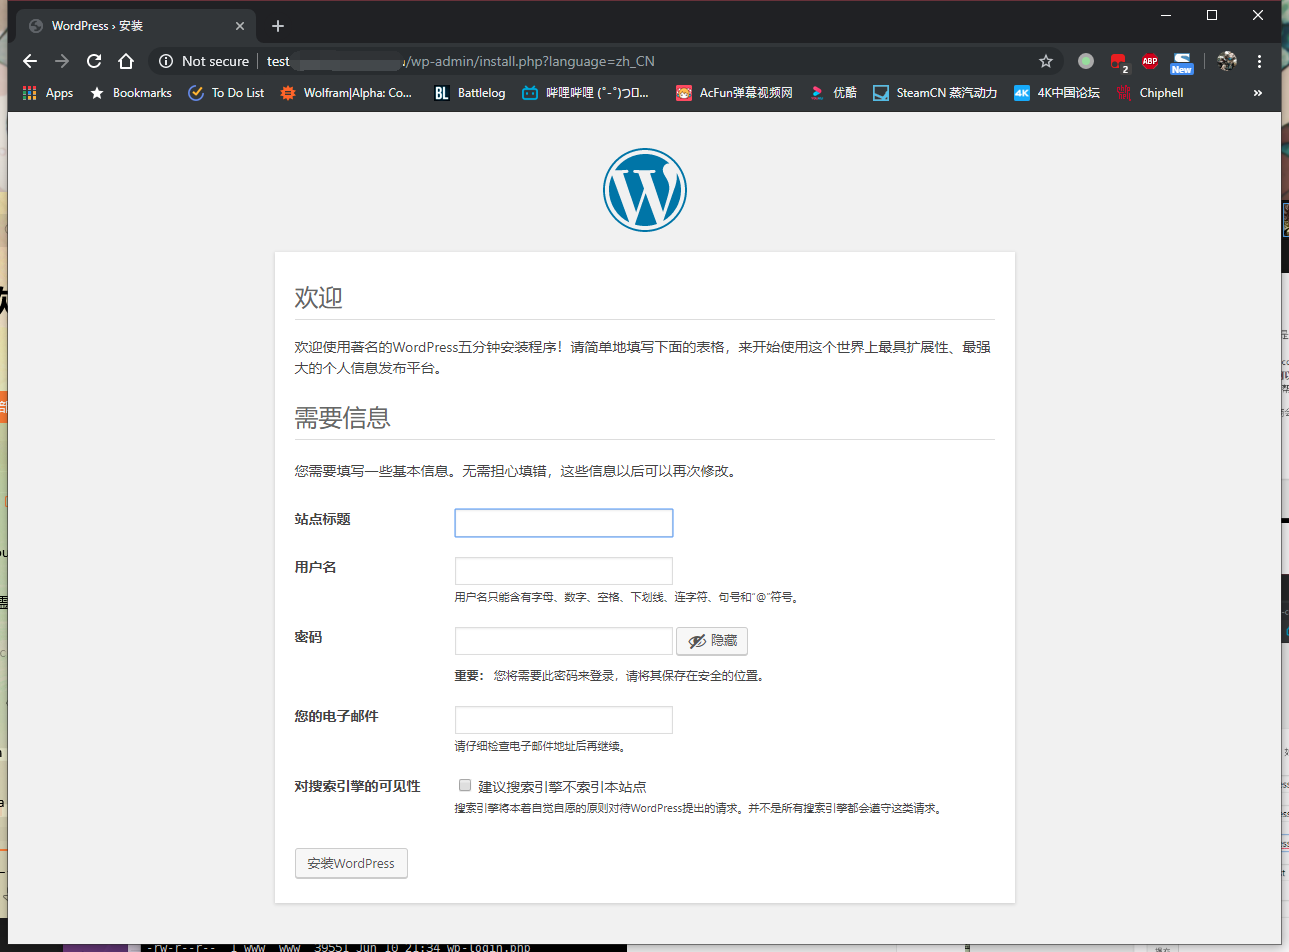 WordPress › 安装
Not secure
test
/wp-admin/install.php?language=zh_CN
ABP
2
New
Apps
Bookmarks
To Do List
Wolfram|Alpha: Co...
BL
Battlelog
哔哩哔哩 (゜-゜)つロ...
AcFun弹幕视频网
优酷
SteamCN 蒸汽动力
4K
4K中国论坛
Chiphell
»
欢迎
欢迎使用著名的WordPress五分钟安装程序！请简单地填写下面的表格，来开始使用这个世界上最具扩展性、最强
大的个人信息发布平台。
需要信息
您需要填写一些基本信息。无需担心填错，这些信息以后可以再次修改。
站点标题
用户名
用户名只能含有字母、数字、空格、下划线、连字符、句号和“@”符号。
密码
隐藏
重要： 您将需要此密码来登录，请将其保存在安全的位置。
您的电子邮件
请仔细检查电子邮件地址后再继续。
对搜索引擎的可见性
建议搜索引擎不索引本站点
搜索引擎将本着自觉自愿的原则对待WordPress提出的请求。并不是所有搜索引擎都会遵守这类请求。
安装WordPress
-rw-r--r-- 1 www www 39551 Jun 10 21:34 wp-login.php